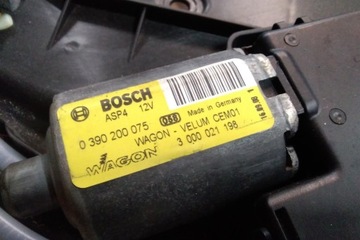 BOSCH
ASP4 12V
Made in Germany
0 390 200 075
WAGON - VELUM CEM01
3 000 021 198
WAGON